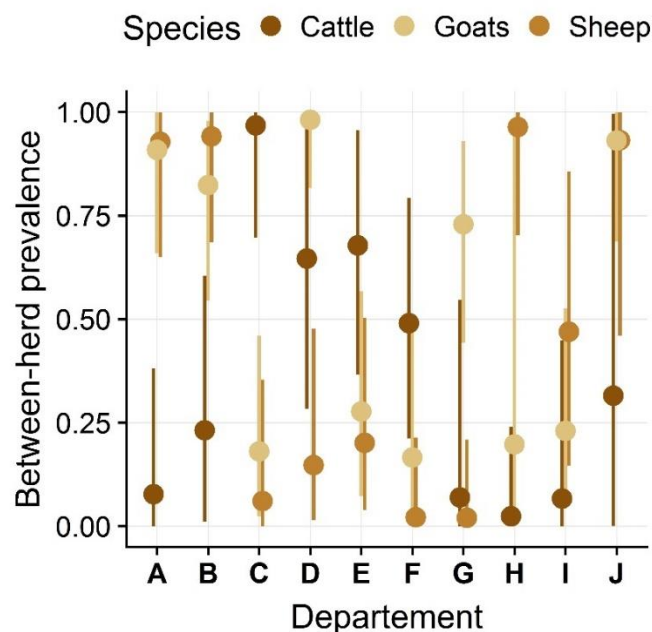 Species Cattle Goats Sheep
Between-herd prevalence
1.00
0.75
0.50
0.25
0.00
A B C D E F G H I J
Departement